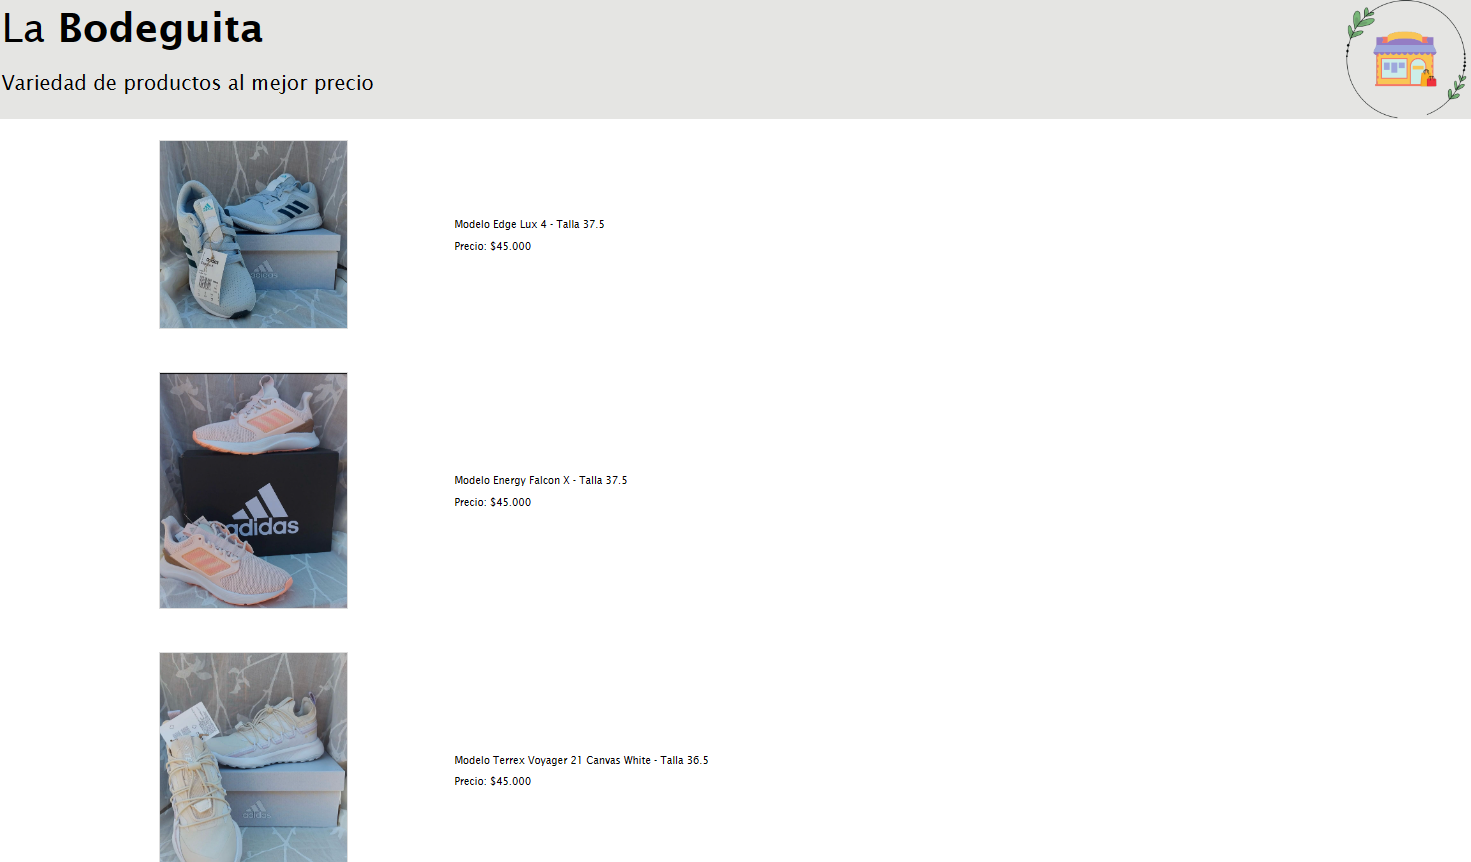 La Bodeguita
Variedad de productos al mejor precio
adidas
Modelo Edge Lux 4 - Talla 37.5
Precio: $45.000
adidas
Modelo Energy Falcon X - Talla 37.5
Precio: $45.000
adidas
Modelo Terrex Voyager 21 Canvas White - Talla 36.5
Precio: $45.000